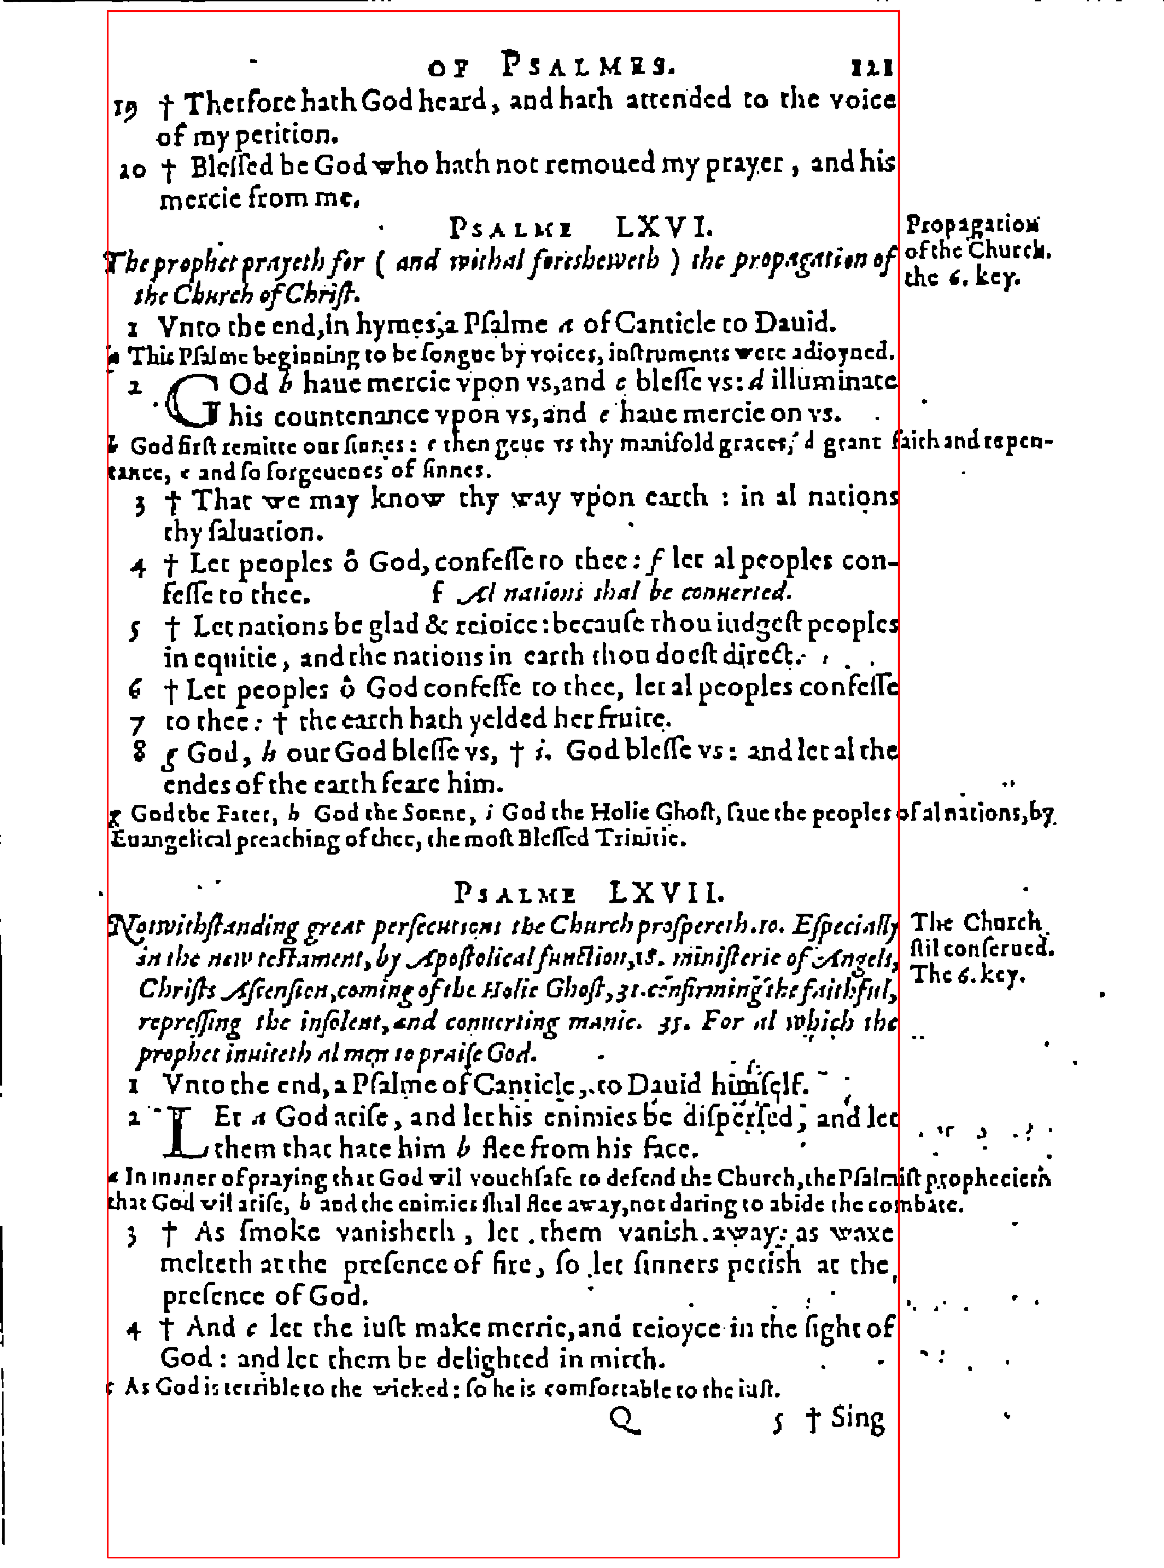 OF PSALMES. 121
19 † Therfore hath God heard, and hath attended to the voice
of my petition.
20 † Blessed be God who hath not remoued my prayer, and his
mercie from me.
PSALME LXVI.
Propagation
of the Church.
the 6. key.
The prophet prayeth for ( and withal foresheweth ) the propagation of
the Church of Christ.
1 Vnto the end, in hymes, a Psalme a of Canticle to Dauid.
a This Psalme beginning to be songue by voices, instruments were adioyned.
2 GOd b haue mercie vpon vs, and c blesse vs: d illuminate
his countenance vpon vs, and e haue mercie on vs.
b God first remitte our sinnes: c then geue vs thy manifold graces, d grant faith and repen-
tance, e and so forgeuenes of sinnes.
3 † That we may know thy way vpon earth : in al nations
thy saluation.
4 † Let peoples ô God, confesse to thee: f let al peoples con-
fesse to thee. f Al nations shal be conuerted.
5 † Let nations be glad & reioice: because thou iudgest peoples
in equitie, and the nations in earth thou doest direct.
6 † Let peoples ô God confesse to thee, let al peoples confesse
7 to thee: † the earth hath yelded her fruite.
8 g God, h our God blesse vs, † i. God blesse vs: and let al the
endes of the earth feare him.
g God the Fater, h God the Sonne, i God the Holie Ghost, saue the peoples of al nations, by
Euangelical preaching of thee, the most Blessed Trinitie.
PSALME LXVII.
The Church
stil conserued.
The 6. key.
Notwithstanding great persecutions the Church prospereth. 10. Especially
in the new testament, by Apostolical function, 18. ministerie of Angels,
Christs Ascension, coming of the Holie Ghost, 31. confirming the faithful,
repressing the insolent, and conuerting manie. 35. For al which the
prophet inuiteth al men to praise God.
1 Vnto the end, a Psalme of Canticle, to Dauid himself.
2 LEt a God arise, and let his enimies be dispersed, and let
them that hate him b flee from his face.
a In maner of praying that God wil vouchsafe to defend the Church, the Psalmist prophecieth
that God wil arise, b and the enimies shal flee away, not daring to abide the combate.
3 † As smoke vanisheth, let them vanish away: as waxe
melteth at the presence of fire, so let sinners perish at the
presence of God.
4 † And c let the iust make merrie, and reioyce in the sight of
God: and let them be delighted in mirth.
c As God is terrible to the wicked: so he is comfortable to the iust.
Q 5 † Sing